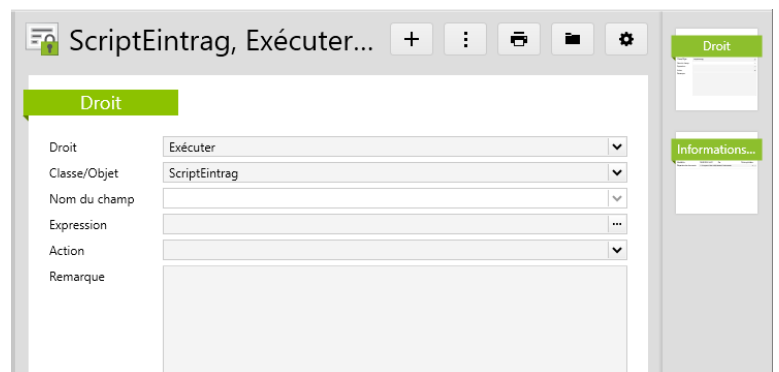 ScriptEintrag, Exécuter...
Droit
Droit
Exécuter
Classe/Objet
ScriptEintrag
Nom du champ
Expression
Action
Remarque
Droit
Informations...